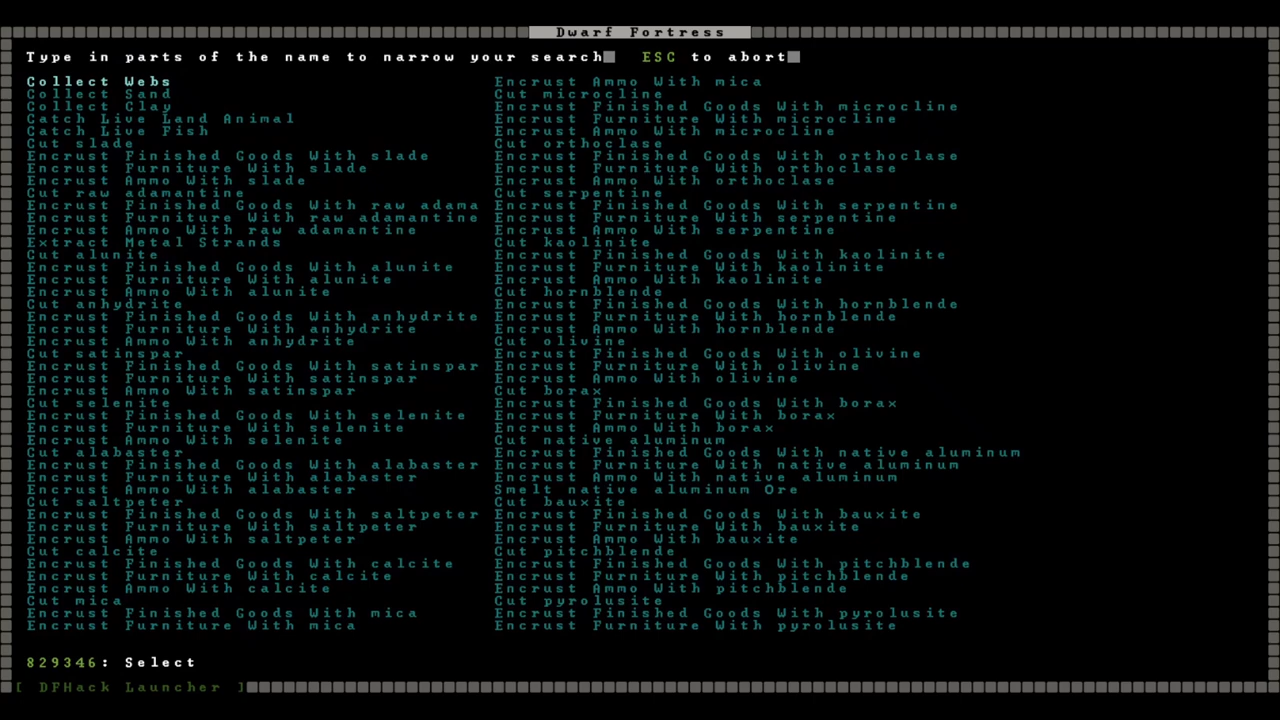 Dwarf Fortress
Type in parts of the name to narrow your search ESC to abort
Collect Webs
Collect Sand
Collect Clay
Catch Live Land Animal
Catch Live Fish
Cut slade
Encrust Finished Goods With slade
Encrust Furniture With slade
Encrust Ammo With slade
Cut raw adamantine
Encrust Finished Goods With raw adama
Encrust Furniture With raw adamantine
Encrust Ammo With raw adamantine
Extract Metal Strands
Cut alunite
Encrust Finished Goods With alunite
Encrust Furniture With alunite
Encrust Ammo With alunite
Cut anhydrite
Encrust Finished Goods With anhydrite
Encrust Furniture With anhydrite
Encrust Ammo With anhydrite
Cut satinspar
Encrust Finished Goods With satinspar
Encrust Furniture With satinspar
Encrust Ammo With satinspar
Cut selenite
Encrust Finished Goods With selenite
Encrust Furniture With selenite
Encrust Ammo With selenite
Cut alabaster
Encrust Finished Goods With alabaster
Encrust Furniture With alabaster
Encrust Ammo With alabaster
Cut saltpeter
Encrust Finished Goods With saltpeter
Encrust Furniture With saltpeter
Encrust Ammo With saltpeter
Cut calcite
Encrust Finished Goods With calcite
Encrust Furniture With calcite
Encrust Ammo With calcite
Cut mica
Encrust Finished Goods With mica
Encrust Furniture With mica
Encrust Ammo With mica
Cut microcline
Encrust Finished Goods With microcline
Encrust Furniture With microcline
Encrust Ammo With microcline
Cut orthoclase
Encrust Finished Goods With orthoclase
Encrust Furniture With orthoclase
Encrust Ammo With orthoclase
Cut serpentine
Encrust Finished Goods With serpentine
Encrust Furniture With serpentine
Encrust Ammo With serpentine
Cut kaolinite
Encrust Finished Goods With kaolinite
Encrust Furniture With kaolinite
Encrust Ammo With kaolinite
Cut hornblende
Encrust Finished Goods With hornblende
Encrust Furniture With hornblende
Encrust Ammo With hornblende
Cut olivine
Encrust Finished Goods With olivine
Encrust Furniture With olivine
Encrust Ammo With olivine
Cut borax
Encrust Finished Goods With borax
Encrust Furniture With borax
Encrust Ammo With borax
Cut native aluminum
Encrust Finished Goods With native aluminum
Encrust Furniture With native aluminum
Encrust Ammo With native aluminum
Smelt native aluminum Ore
Cut bauxite
Encrust Finished Goods With bauxite
Encrust Furniture With bauxite
Encrust Ammo With bauxite
Cut pitchblende
Encrust Finished Goods With pitchblende
Encrust Furniture With pitchblende
Encrust Ammo With pitchblende
Cut pyrolusite
Encrust Finished Goods With pyrolusite
Encrust Furniture With pyrolusite
829346: Select
[ DFHack Launcher ]